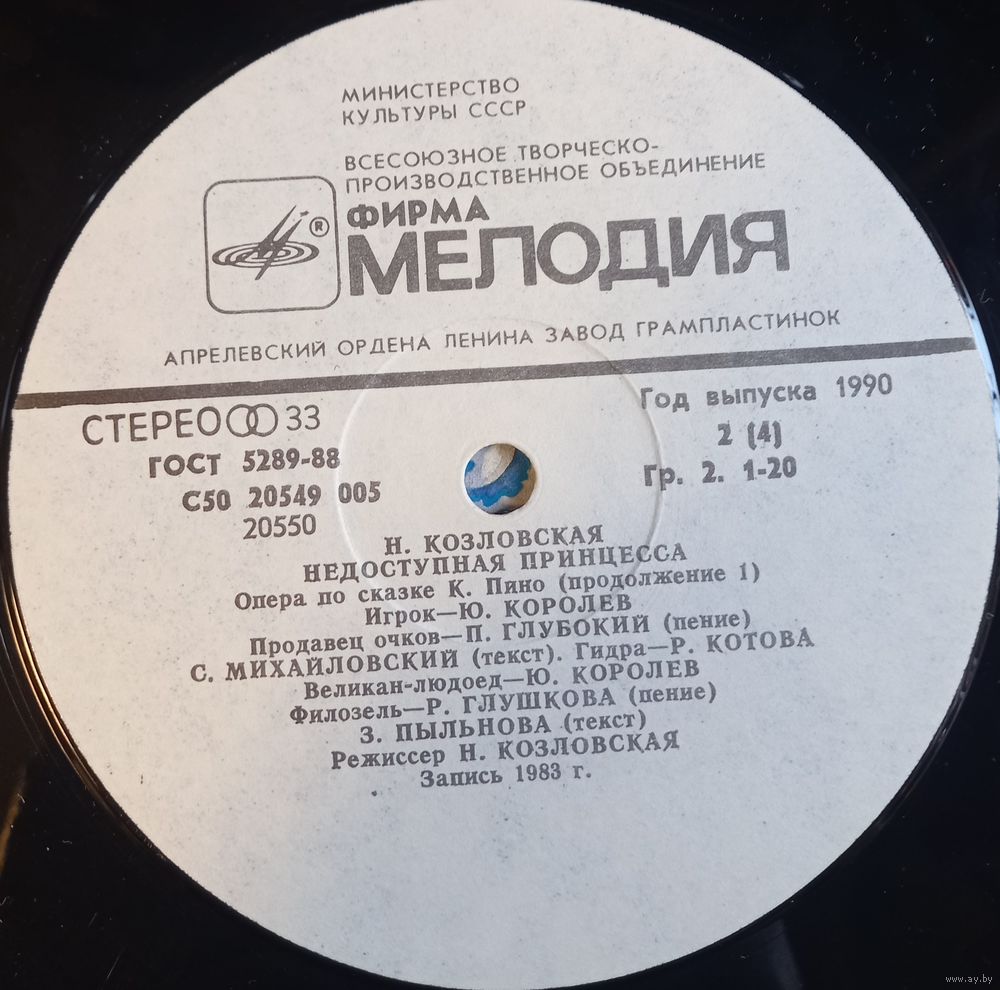 МИНИСТЕРСТВО
КУЛЬТУРЫ СССР
ВСЕСОЮЗНОЕ ТВОРЧЕСКО-
ПРОИЗВОДСТВЕННОЕ ОБЪЕДИНЕНИЕ
®
ФИРМА
МЕЛОДИЯ
АПРЕЛЕВСКИЙ ОРДЕНА ЛЕНИНА ЗАВОД ГРАМПЛАСТИНОК
СТЕРЕО 33
ГОСТ 5289-88
С50 20549 005
20550
Год выпуска 1990
2 (4)
Гр. 2. 1-20
Н. КОЗЛОВСКАЯ
НЕДОСТУПНАЯ ПРИНЦЕССА
Опера по сказке К. Пино (продолжение 1)
Игрок—Ю. КОРОЛЕВ
Продавец очков—П. ГЛУБОКИЙ (пение)
С. МИХАЙЛОВСКИЙ (текст). Гидра—Р. КОТОВА
Великан-людоед—Ю. КОРОЛЕВ
Филозель—Р. ГЛУШКОВА (пение)
З. ПЫЛЬНОВА (текст)
Режиссер Н. КОЗЛОВСКАЯ
Запись 1983 г.
www.ay.by